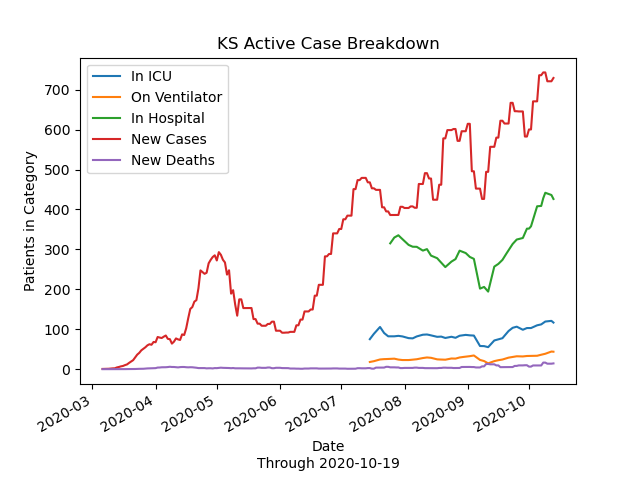 KS Active Case Breakdown
In ICU
On Ventilator
In Hospital
New Cases
New Deaths
Patients in Category
700
600
500
400
300
200
100
0
2020-03
2020-04
2020-05
2020-06
2020-07
2020-08
2020-09
2020-10
Date
Through 2020-10-19